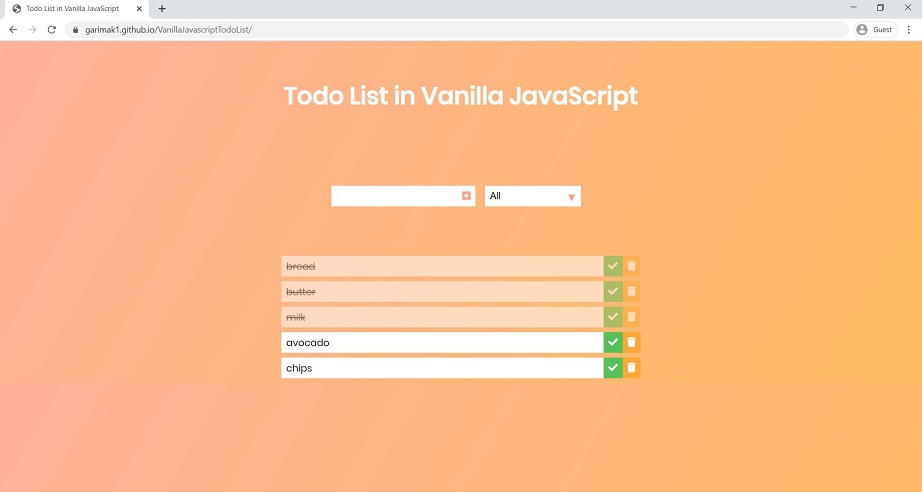 Todo List in Vanilla JavaScript
garimak1.github.io/VanillaJavascriptTodoList/
Guest
Todo List in Vanilla JavaScript
All
bread
butter
milk
avocado
chips